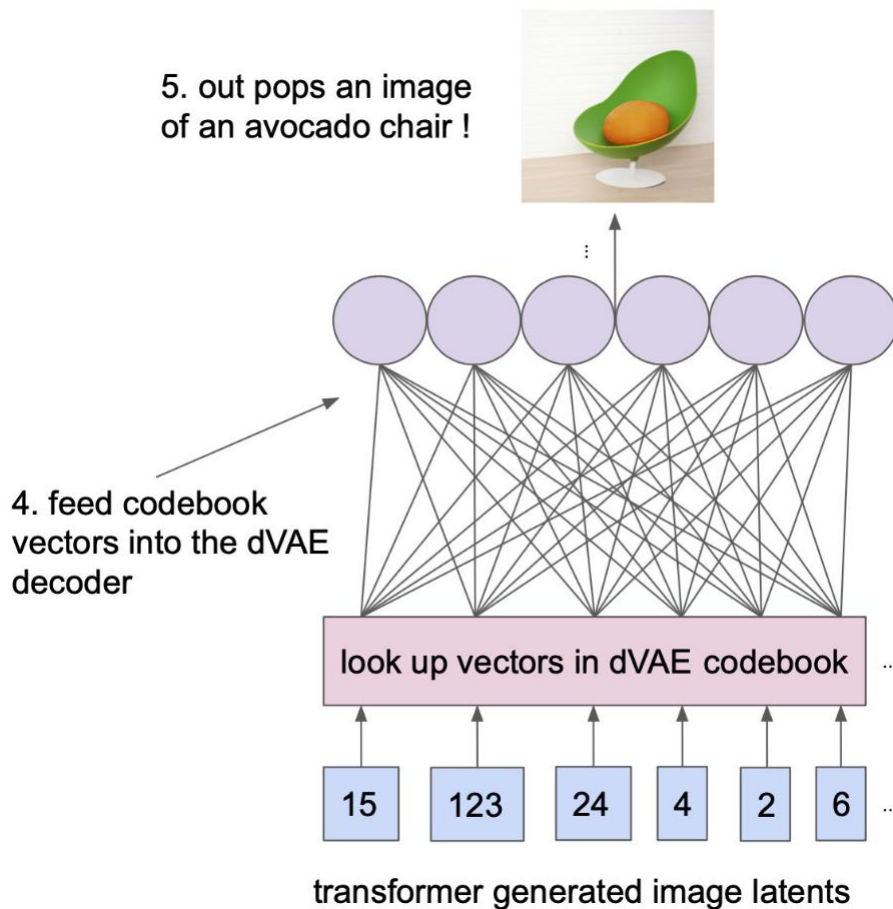 5. out pops an image
of an avocado chair !
...
4. feed codebook
vectors into the dVAE
decoder
look up vectors in dVAE codebook
...
15 123 24 4 2 6 ...
transformer generated image latents